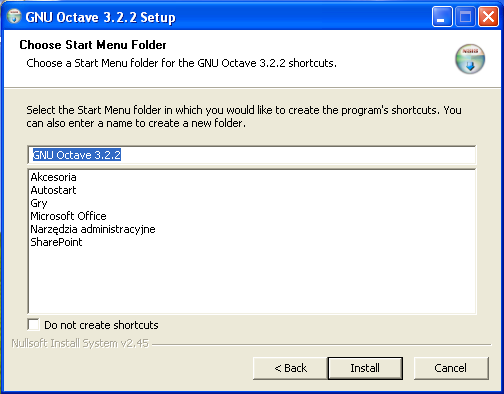 GNU Octave 3.2.2 Setup
Choose Start Menu Folder
Choose a Start Menu folder for the GNU Octave 3.2.2 shortcuts.
Select the Start Menu folder in which you would like to create the program's shortcuts. You
can also enter a name to create a new folder.
GNU Octave 3.2.2
Akcesoria
Autostart
Gry
Microsoft Office
Narzędzia administracyjne
SharePoint
Do not create shortcuts
Nullsoft Install System v2.45
< Back Install Cancel